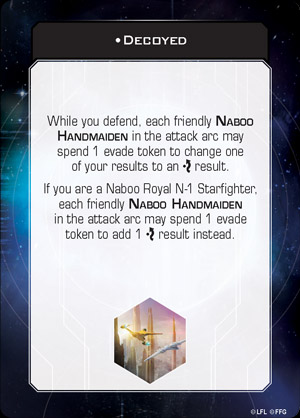 •Decoyed
While you defend, each friendly Naboo
Handmaiden in the attack arc may
spend 1 evade token to change one
of your results to an result.
If you are a Naboo Royal N-1 Starfighter,
each friendly Naboo Handmaiden
in the attack arc may spend 1 evade
token to add 1 result instead.
©LFL ©FFG